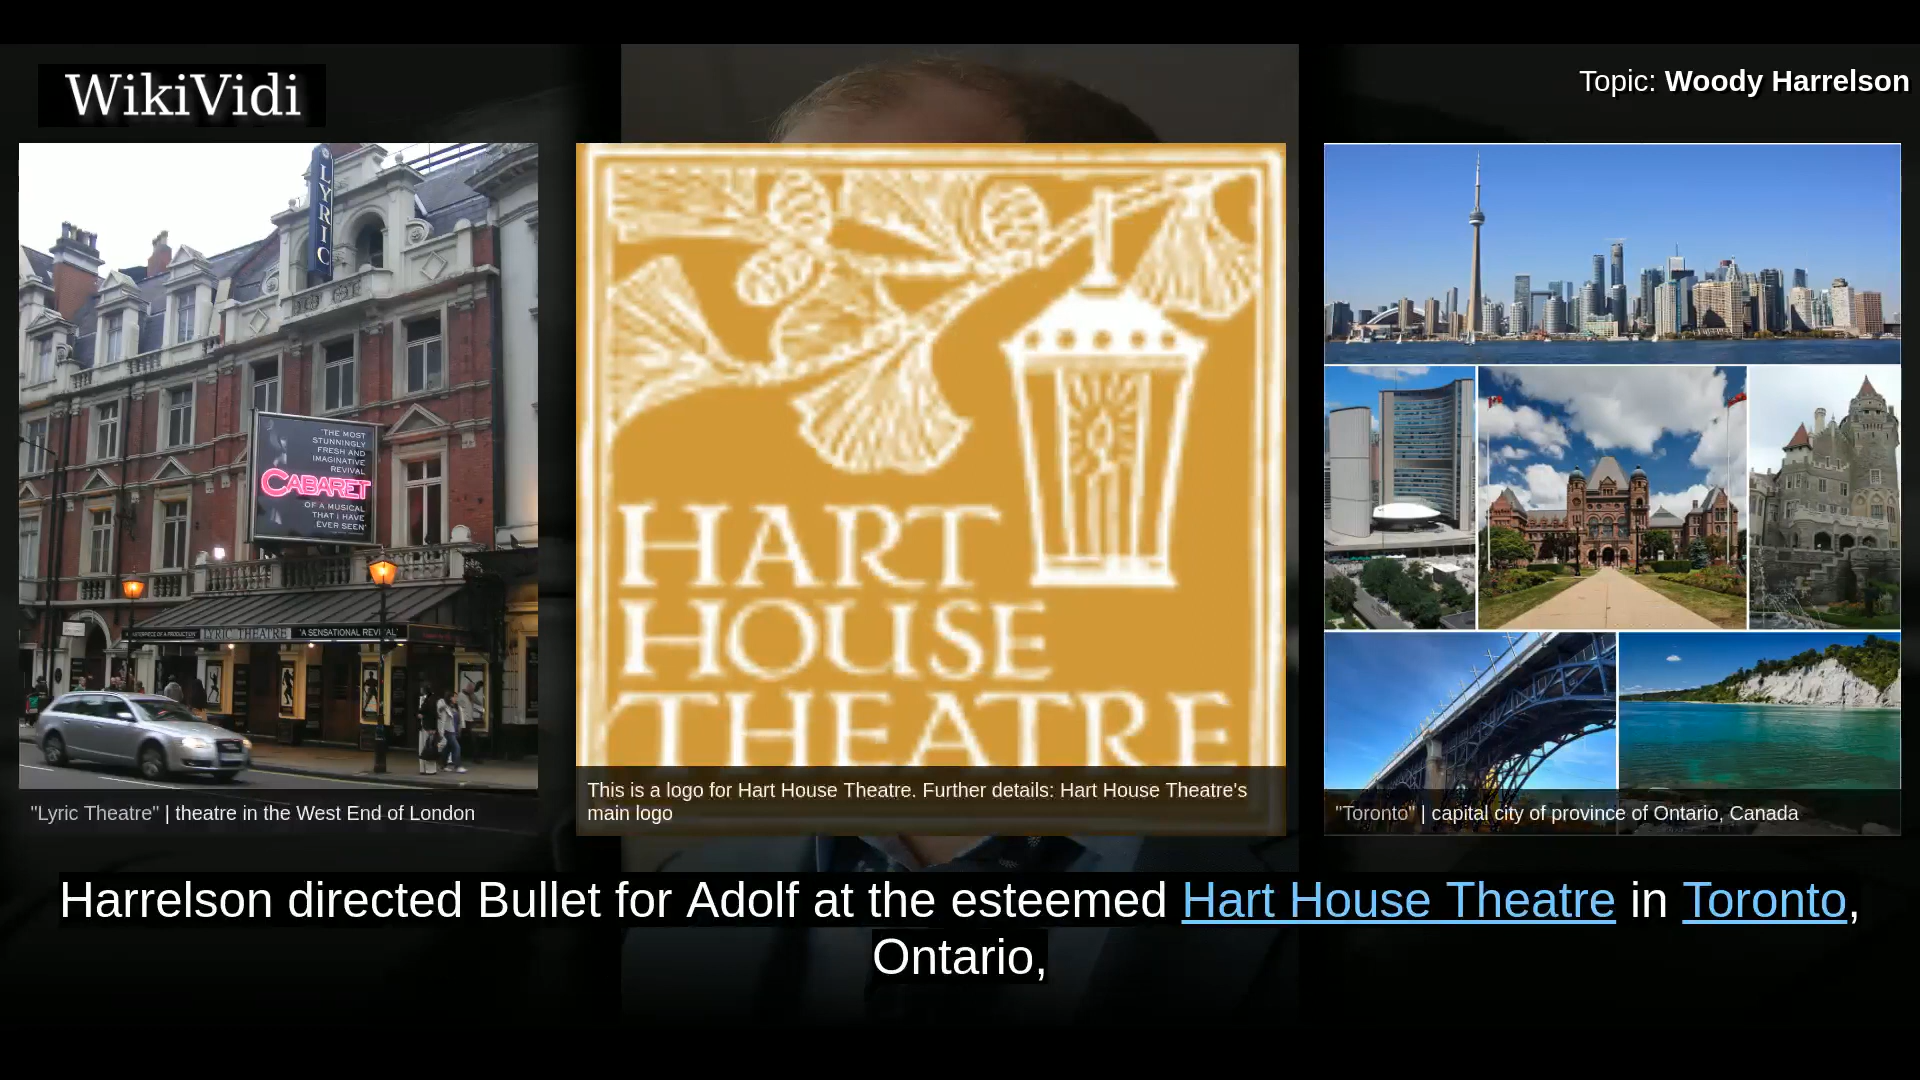 WikiVidi
Topic: Woody Harrelson
LYRIC
'THE MOST
STUNNINGLY
FRESH AND
IMAGINATIVE
REVIVAL
CABARET
OF A MUSICAL
THAT I HAVE
EVER SEEN'
LYRIC THEATRE 'A SENSATIONAL REVIVAL'
"Lyric Theatre" | theatre in the West End of London
HART
HOUSE
THEATRE
This is a logo for Hart House Theatre. Further details: Hart House Theatre's
main logo
"Toronto" | capital city of province of Ontario, Canada
Harrelson directed Bullet for Adolf at the esteemed Hart House Theatre in Toronto,
Ontario,